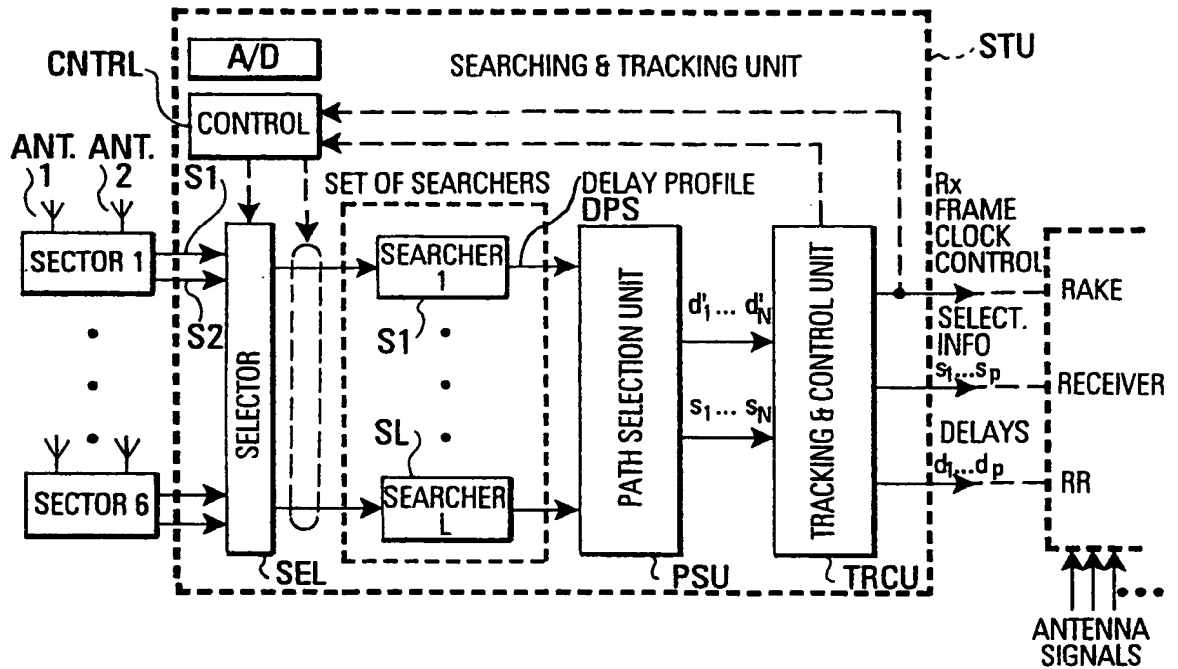 A/D
SEARCHING & TRACKING UNIT
STU
CNTRL
CONTROL
ANT. 1
ANT. 2
S1
S2
SECTOR 1
SECTOR 6
SELECTOR
SEL
SET OF SEARCHERS
SEARCHER 1
S1
SL
SEARCHER L
DELAY PROFILE
DPS
PATH SELECTION UNIT
PSU
d'1... d'N
s1... sN
TRACKING & CONTROL UNIT
TRCU
Rx
FRAME
CLOCK
CONTROL
SELECT.
INFO
s1...sp
DELAYS
d1...dp
RAKE
RECEIVER
RR
ANTENNA
SIGNALS